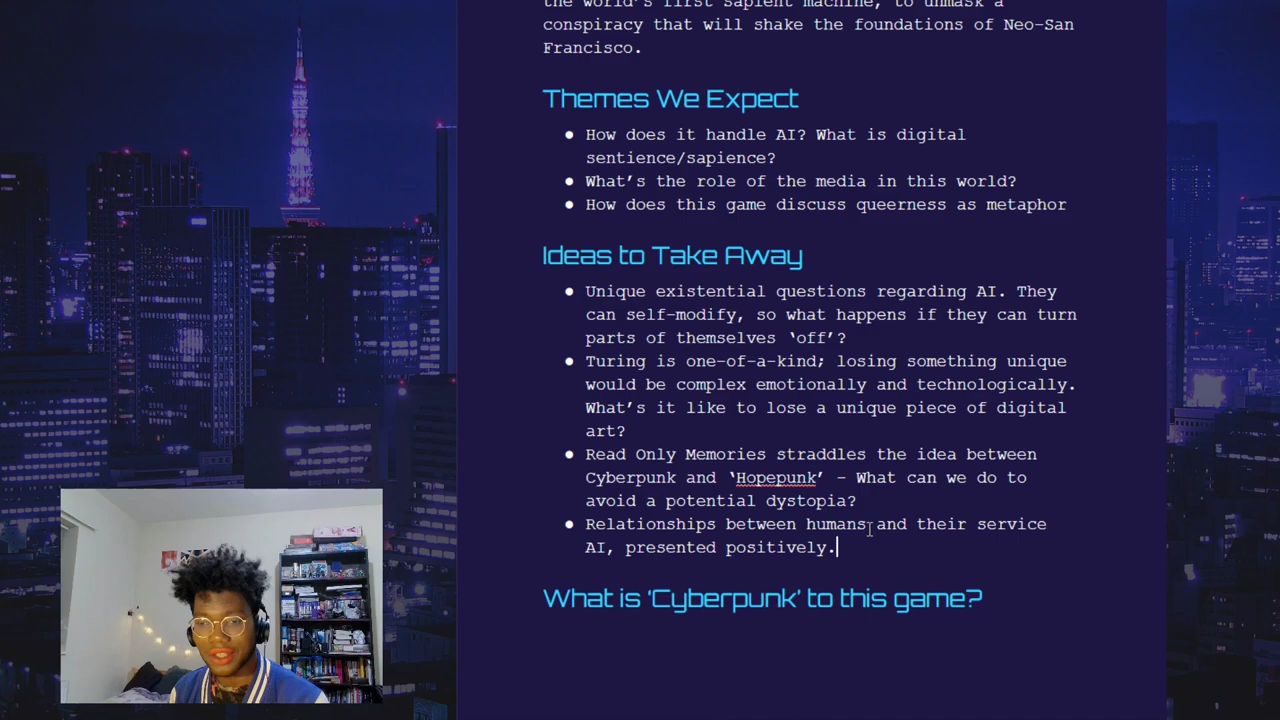 the world's first sapient machine, to unmask a
conspiracy that will shake the foundations of Neo-San
Francisco.
Themes We Expect
● How does it handle AI? What is digital
sentience/sapience?
● What's the role of the media in this world?
● How does this game discuss queerness as metaphor
Ideas to Take Away
● Unique existential questions regarding AI. They
can self-modify, so what happens if they can turn
parts of themselves ‘off’?
● Turing is one-of-a-kind; losing something unique
would be complex emotionally and technologically.
What's it like to lose a unique piece of digital
art?
● Read Only Memories straddles the idea between
Cyberpunk and ‘Hopepunk’ – What can we do to
avoid a potential dystopia?
● Relationships between humans and their service
AI, presented positively.
What is ‘Cyberpunk’ to this game?